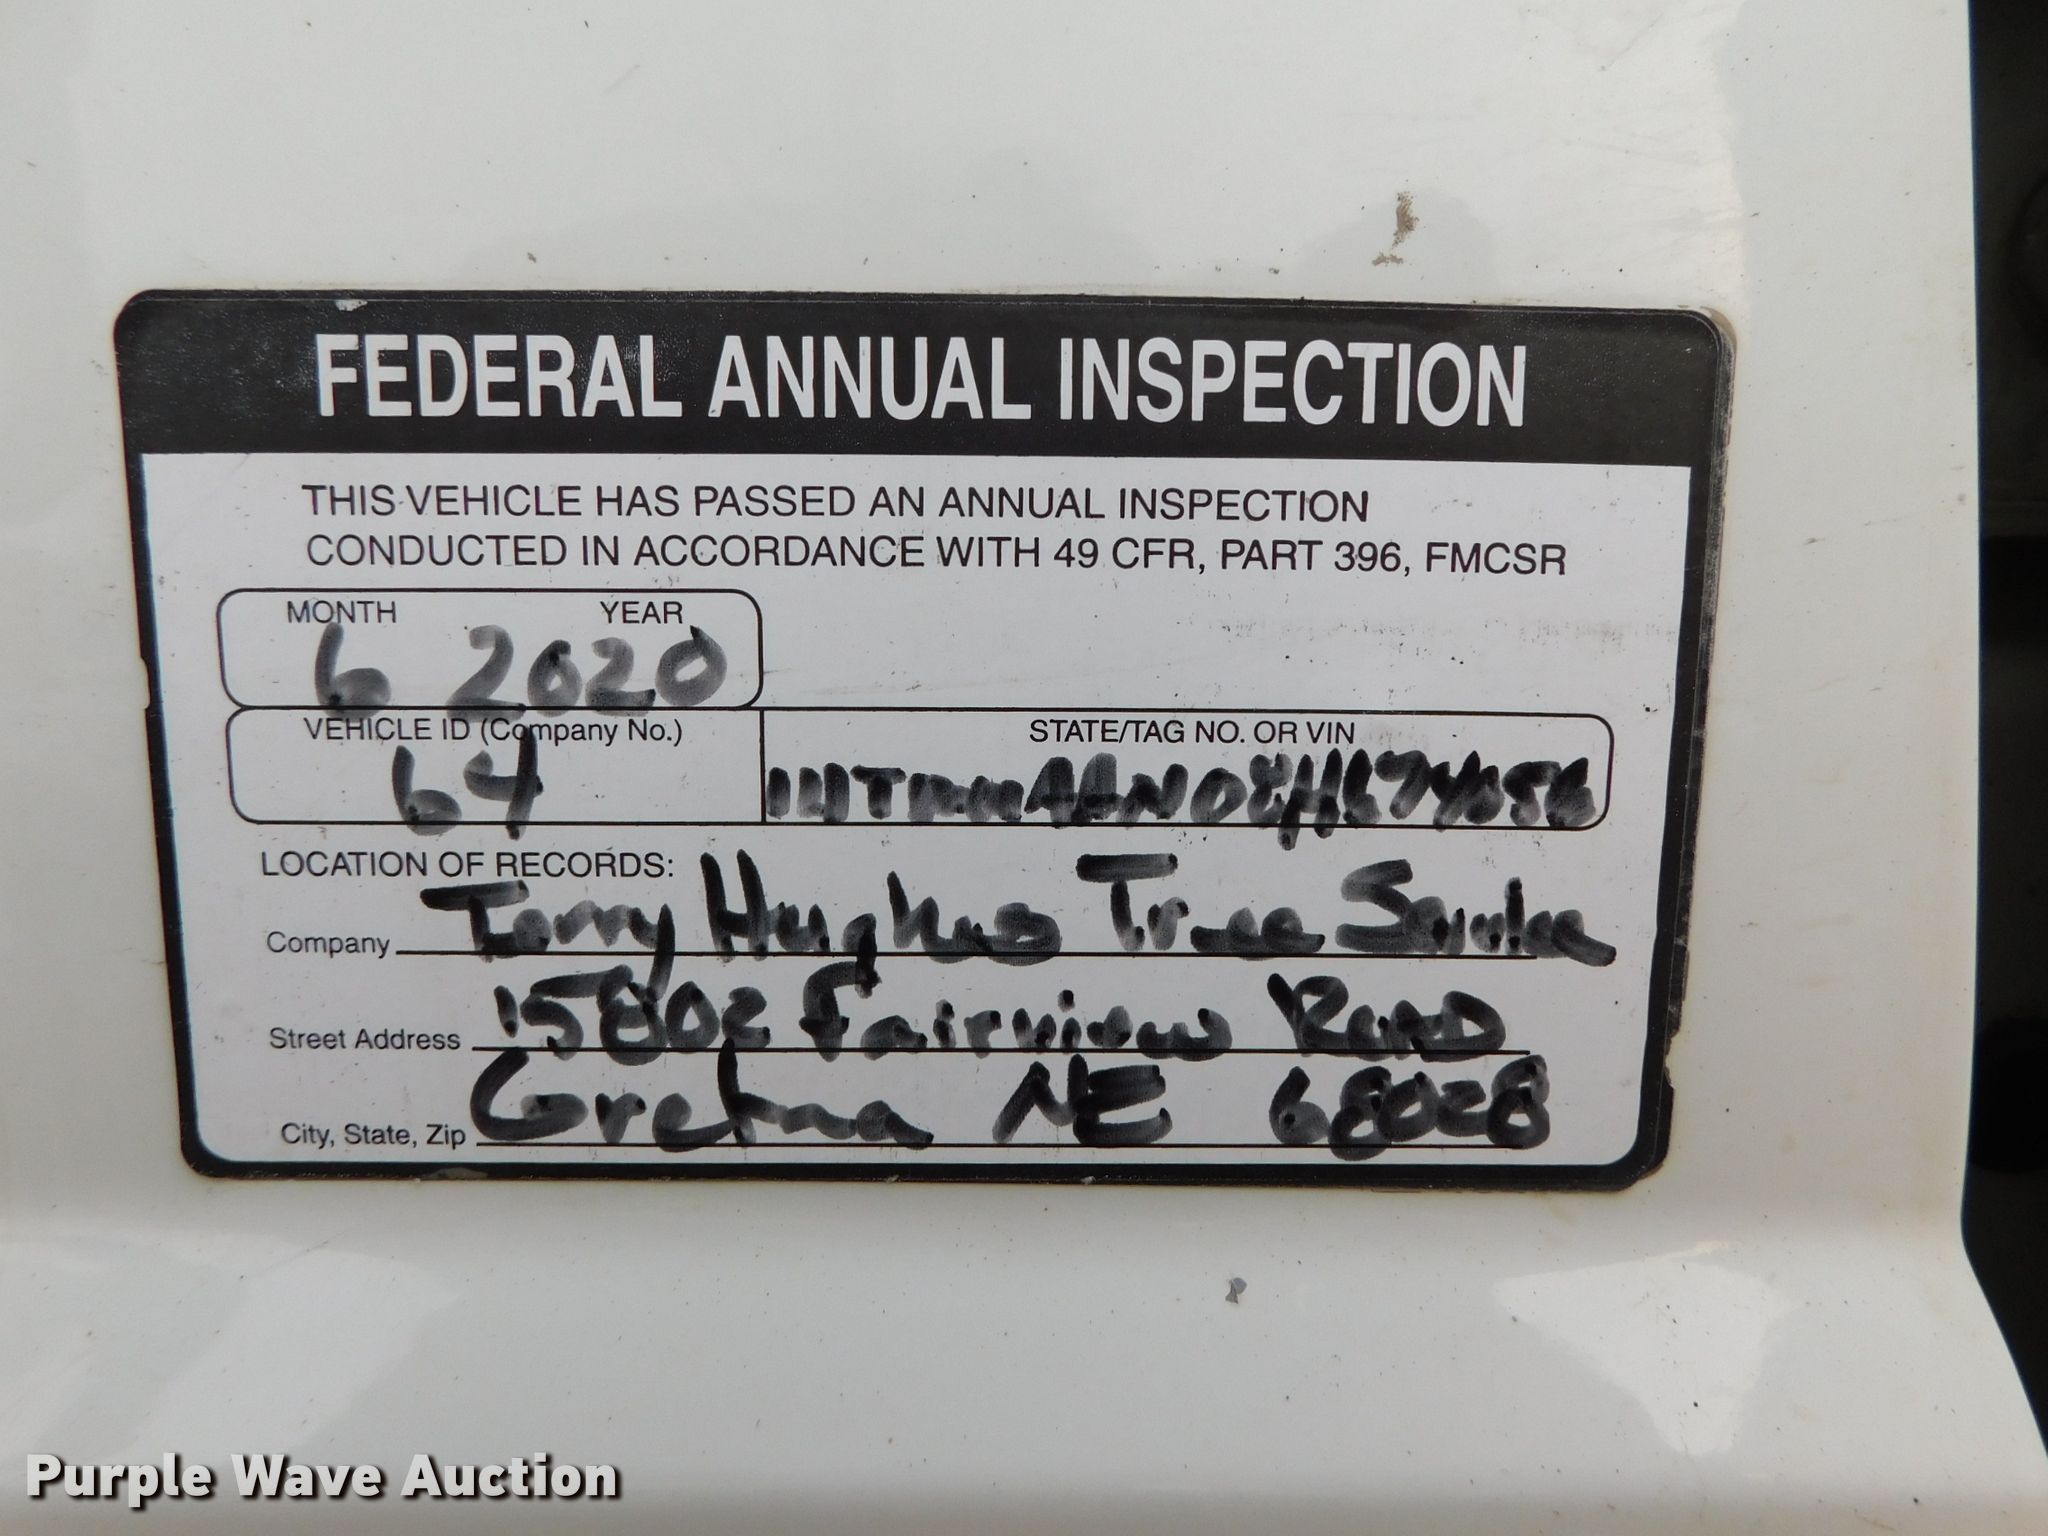 FEDERAL ANNUAL INSPECTION
THIS VEHICLE HAS PASSED AN ANNUAL INSPECTION
CONDUCTED IN ACCORDANCE WITH 49 CFR, PART 396, FMCSR
MONTH YEAR
6 2020
VEHICLE ID (Company No.) STATE/TAG NO. OR VIN
64
LOCATION OF RECORDS:
Company Terry Hughes Tree Service
Street Address 15802 Fairview Road
City, State, Zip Gretna NE 68028
Purple Wave Auction